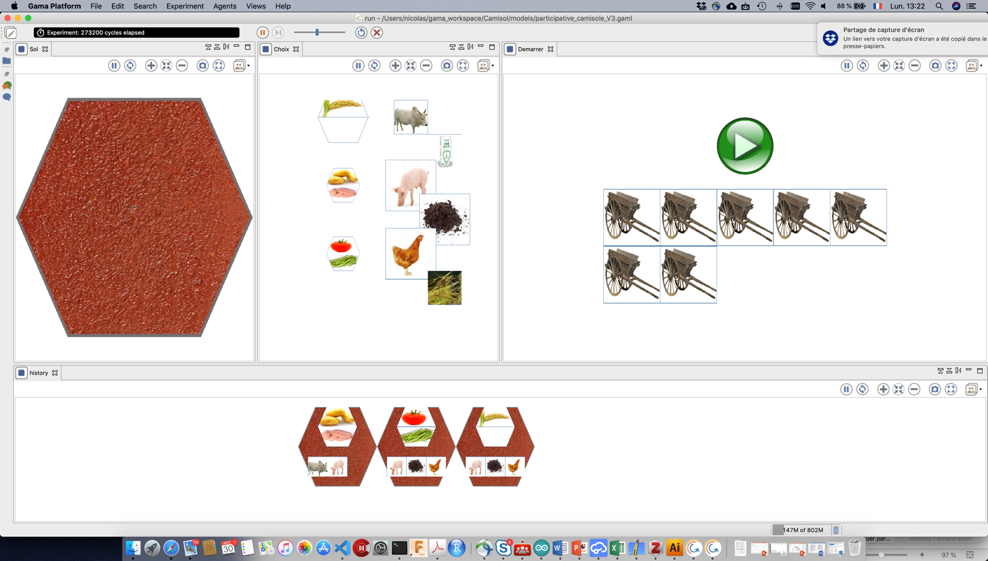 Gama Platform File Edit Search Experiment Agents Views Help
88 % Lun. 13:22
run - /Users/nicolas/gama_workspace/Camisol/models/participative_camisole_V3.gaml
Experiment: 273200 cycles elapsed
Partage de capture d'écran
Un lien vers votre capture d'écran a été copié dans le
presse-papiers.
Sol
Choix
Demarrer
history
147M of 802M
30
97 %